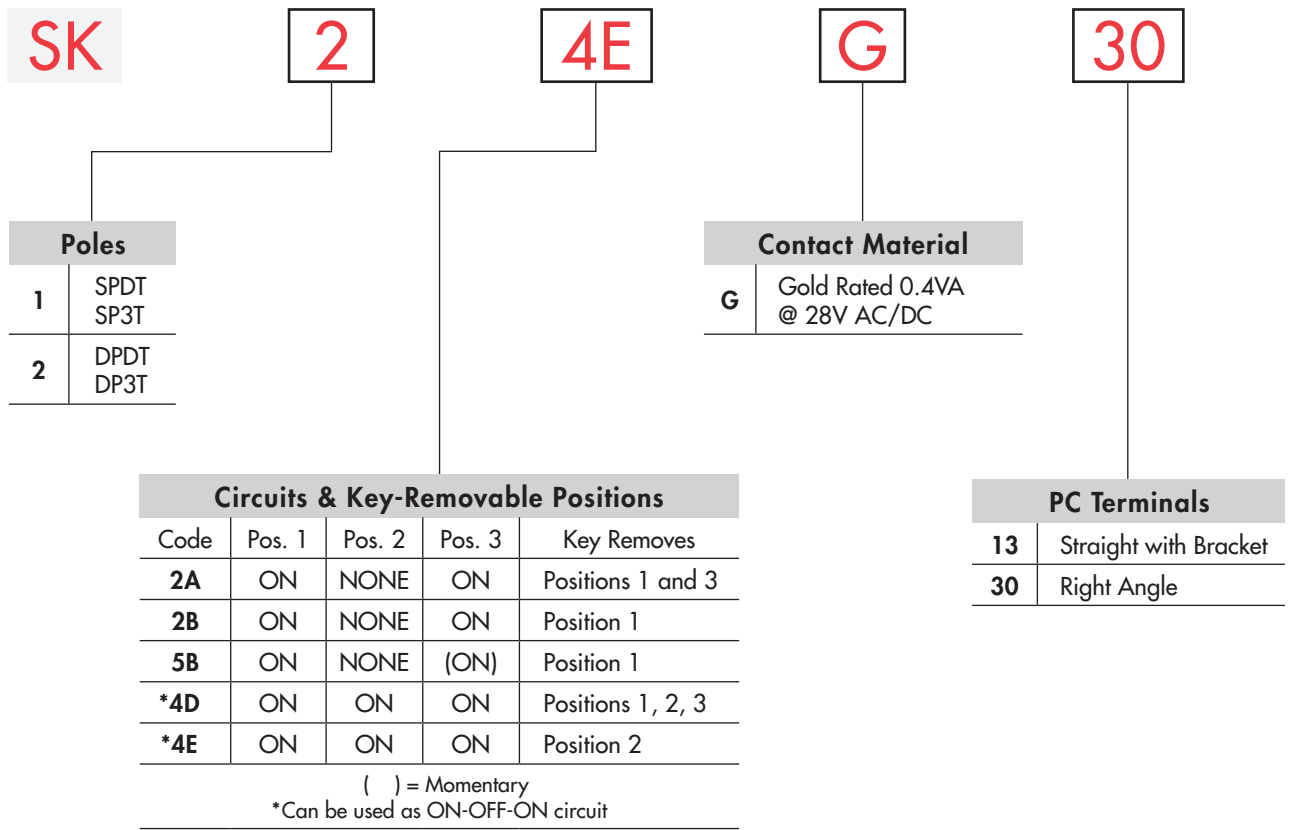 SK 2 4E G 30
Poles
1 SPDT
SP3T
2 DPDT
DP3T
Contact Material
G Gold Rated 0.4VA
@ 28V AC/DC
Circuits & Key-Removable Positions
Code Pos. 1 Pos. 2 Pos. 3 Key Removes
2A ON NONE ON Positions 1 and 3
2B ON NONE ON Position 1
5B ON NONE (ON) Position 1
*4D ON ON ON Positions 1, 2, 3
*4E ON ON ON Position 2
( ) = Momentary
*Can be used as ON-OFF-ON circuit
PC Terminals
13 Straight with Bracket
30 Right Angle